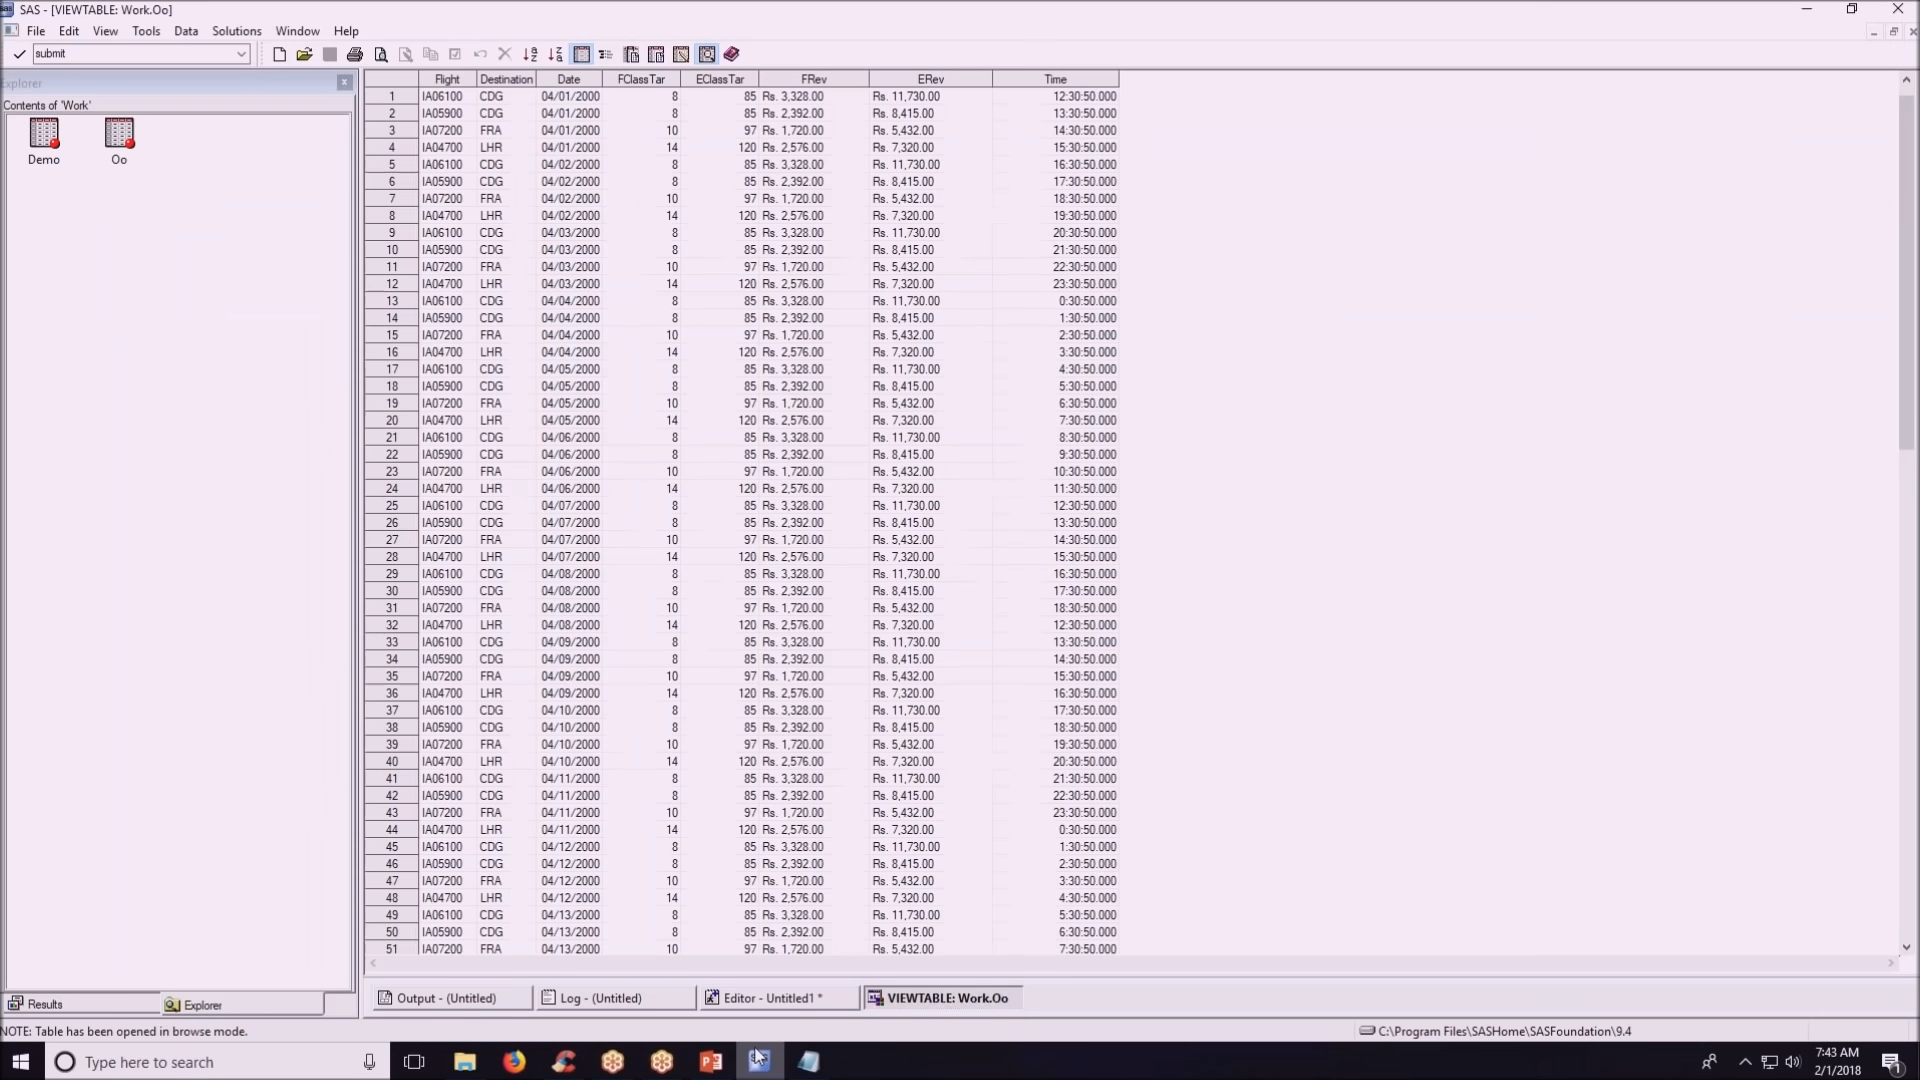 SAS - [VIEWTABLE: Work.Oo]
File Edit View Tools Data Solutions Window Help
submit
Explorer
Contents of 'Work'
Demo Oo
Flight Destination Date FClassTar EClassTar FRev ERev Time
1 IA06100 CDG 04/01/2000 8 85 Rs. 3,328.00 Rs. 11,730.00 12:30:50.000
2 IA05900 CDG 04/01/2000 8 85 Rs. 2,392.00 Rs. 8,415.00 13:30:50.000
3 IA07200 FRA 04/01/2000 10 97 Rs. 1,720.00 Rs. 5,432.00 14:30:50.000
4 IA04700 LHR 04/01/2000 14 120 Rs. 2,576.00 Rs. 7,320.00 15:30:50.000
5 IA06100 CDG 04/02/2000 8 85 Rs. 3,328.00 Rs. 11,730.00 16:30:50.000
6 IA05900 CDG 04/02/2000 8 85 Rs. 2,392.00 Rs. 8,415.00 17:30:50.000
7 IA07200 FRA 04/02/2000 10 97 Rs. 1,720.00 Rs. 5,432.00 18:30:50.000
8 IA04700 LHR 04/02/2000 14 120 Rs. 2,576.00 Rs. 7,320.00 19:30:50.000
9 IA06100 CDG 04/03/2000 8 85 Rs. 3,328.00 Rs. 11,730.00 20:30:50.000
10 IA05900 CDG 04/03/2000 8 85 Rs. 2,392.00 Rs. 8,415.00 21:30:50.000
11 IA07200 FRA 04/03/2000 10 97 Rs. 1,720.00 Rs. 5,432.00 22:30:50.000
12 IA04700 LHR 04/03/2000 14 120 Rs. 2,576.00 Rs. 7,320.00 23:30:50.000
13 IA06100 CDG 04/04/2000 8 85 Rs. 3,328.00 Rs. 11,730.00 0:30:50.000
14 IA05900 CDG 04/04/2000 8 85 Rs. 2,392.00 Rs. 8,415.00 1:30:50.000
15 IA07200 FRA 04/04/2000 10 97 Rs. 1,720.00 Rs. 5,432.00 2:30:50.000
16 IA04700 LHR 04/04/2000 14 120 Rs. 2,576.00 Rs. 7,320.00 3:30:50.000
17 IA06100 CDG 04/05/2000 8 85 Rs. 3,328.00 Rs. 11,730.00 4:30:50.000
18 IA05900 CDG 04/05/2000 8 85 Rs. 2,392.00 Rs. 8,415.00 5:30:50.000
19 IA07200 FRA 04/05/2000 10 97 Rs. 1,720.00 Rs. 5,432.00 6:30:50.000
20 IA04700 LHR 04/05/2000 14 120 Rs. 2,576.00 Rs. 7,320.00 7:30:50.000
21 IA06100 CDG 04/06/2000 8 85 Rs. 3,328.00 Rs. 11,730.00 8:30:50.000
22 IA05900 CDG 04/06/2000 8 85 Rs. 2,392.00 Rs. 8,415.00 9:30:50.000
23 IA07200 FRA 04/06/2000 10 97 Rs. 1,720.00 Rs. 5,432.00 10:30:50.000
24 IA04700 LHR 04/06/2000 14 120 Rs. 2,576.00 Rs. 7,320.00 11:30:50.000
25 IA06100 CDG 04/07/2000 8 85 Rs. 3,328.00 Rs. 11,730.00 12:30:50.000
26 IA05900 CDG 04/07/2000 8 85 Rs. 2,392.00 Rs. 8,415.00 13:30:50.000
27 IA07200 FRA 04/07/2000 10 97 Rs. 1,720.00 Rs. 5,432.00 14:30:50.000
28 IA04700 LHR 04/07/2000 14 120 Rs. 2,576.00 Rs. 7,320.00 15:30:50.000
29 IA06100 CDG 04/08/2000 8 85 Rs. 3,328.00 Rs. 11,730.00 16:30:50.000
30 IA05900 CDG 04/08/2000 8 85 Rs. 2,392.00 Rs. 8,415.00 17:30:50.000
31 IA07200 FRA 04/08/2000 10 97 Rs. 1,720.00 Rs. 5,432.00 18:30:50.000
32 IA04700 LHR 04/08/2000 14 120 Rs. 2,576.00 Rs. 7,320.00 12:30:50.000
33 IA06100 CDG 04/09/2000 8 85 Rs. 3,328.00 Rs. 11,730.00 13:30:50.000
34 IA05900 CDG 04/09/2000 8 85 Rs. 2,392.00 Rs. 8,415.00 14:30:50.000
35 IA07200 FRA 04/09/2000 10 97 Rs. 1,720.00 Rs. 5,432.00 15:30:50.000
36 IA04700 LHR 04/09/2000 14 120 Rs. 2,576.00 Rs. 7,320.00 16:30:50.000
37 IA06100 CDG 04/10/2000 8 85 Rs. 3,328.00 Rs. 11,730.00 17:30:50.000
38 IA05900 CDG 04/10/2000 8 85 Rs. 2,392.00 Rs. 8,415.00 18:30:50.000
39 IA07200 FRA 04/10/2000 10 97 Rs. 1,720.00 Rs. 5,432.00 19:30:50.000
40 IA04700 LHR 04/10/2000 14 120 Rs. 2,576.00 Rs. 7,320.00 20:30:50.000
41 IA06100 CDG 04/11/2000 8 85 Rs. 3,328.00 Rs. 11,730.00 21:30:50.000
42 IA05900 CDG 04/11/2000 8 85 Rs. 2,392.00 Rs. 8,415.00 22:30:50.000
43 IA07200 FRA 04/11/2000 10 97 Rs. 1,720.00 Rs. 5,432.00 23:30:50.000
44 IA04700 LHR 04/11/2000 14 120 Rs. 2,576.00 Rs. 7,320.00 0:30:50.000
45 IA06100 CDG 04/12/2000 8 85 Rs. 3,328.00 Rs. 11,730.00 1:30:50.000
46 IA05900 CDG 04/12/2000 8 85 Rs. 2,392.00 Rs. 8,415.00 2:30:50.000
47 IA07200 FRA 04/12/2000 10 97 Rs. 1,720.00 Rs. 5,432.00 3:30:50.000
48 IA04700 LHR 04/12/2000 14 120 Rs. 2,576.00 Rs. 7,320.00 4:30:50.000
49 IA06100 CDG 04/13/2000 8 85 Rs. 3,328.00 Rs. 11,730.00 5:30:50.000
50 IA05900 CDG 04/13/2000 8 85 Rs. 2,392.00 Rs. 8,415.00 6:30:50.000
51 IA07200 FRA 04/13/2000 10 97 Rs. 1,720.00 Rs. 5,432.00 7:30:50.000
Results Explorer Output - (Untitled) Log - (Untitled) Editor - Untitled1 * VIEWTABLE: Work.Oo
NOTE: Table has been opened in browse mode. C:\Program Files\SASHome\SASFoundation\9.4
Type here to search 7:43 AM
2/1/2018 1